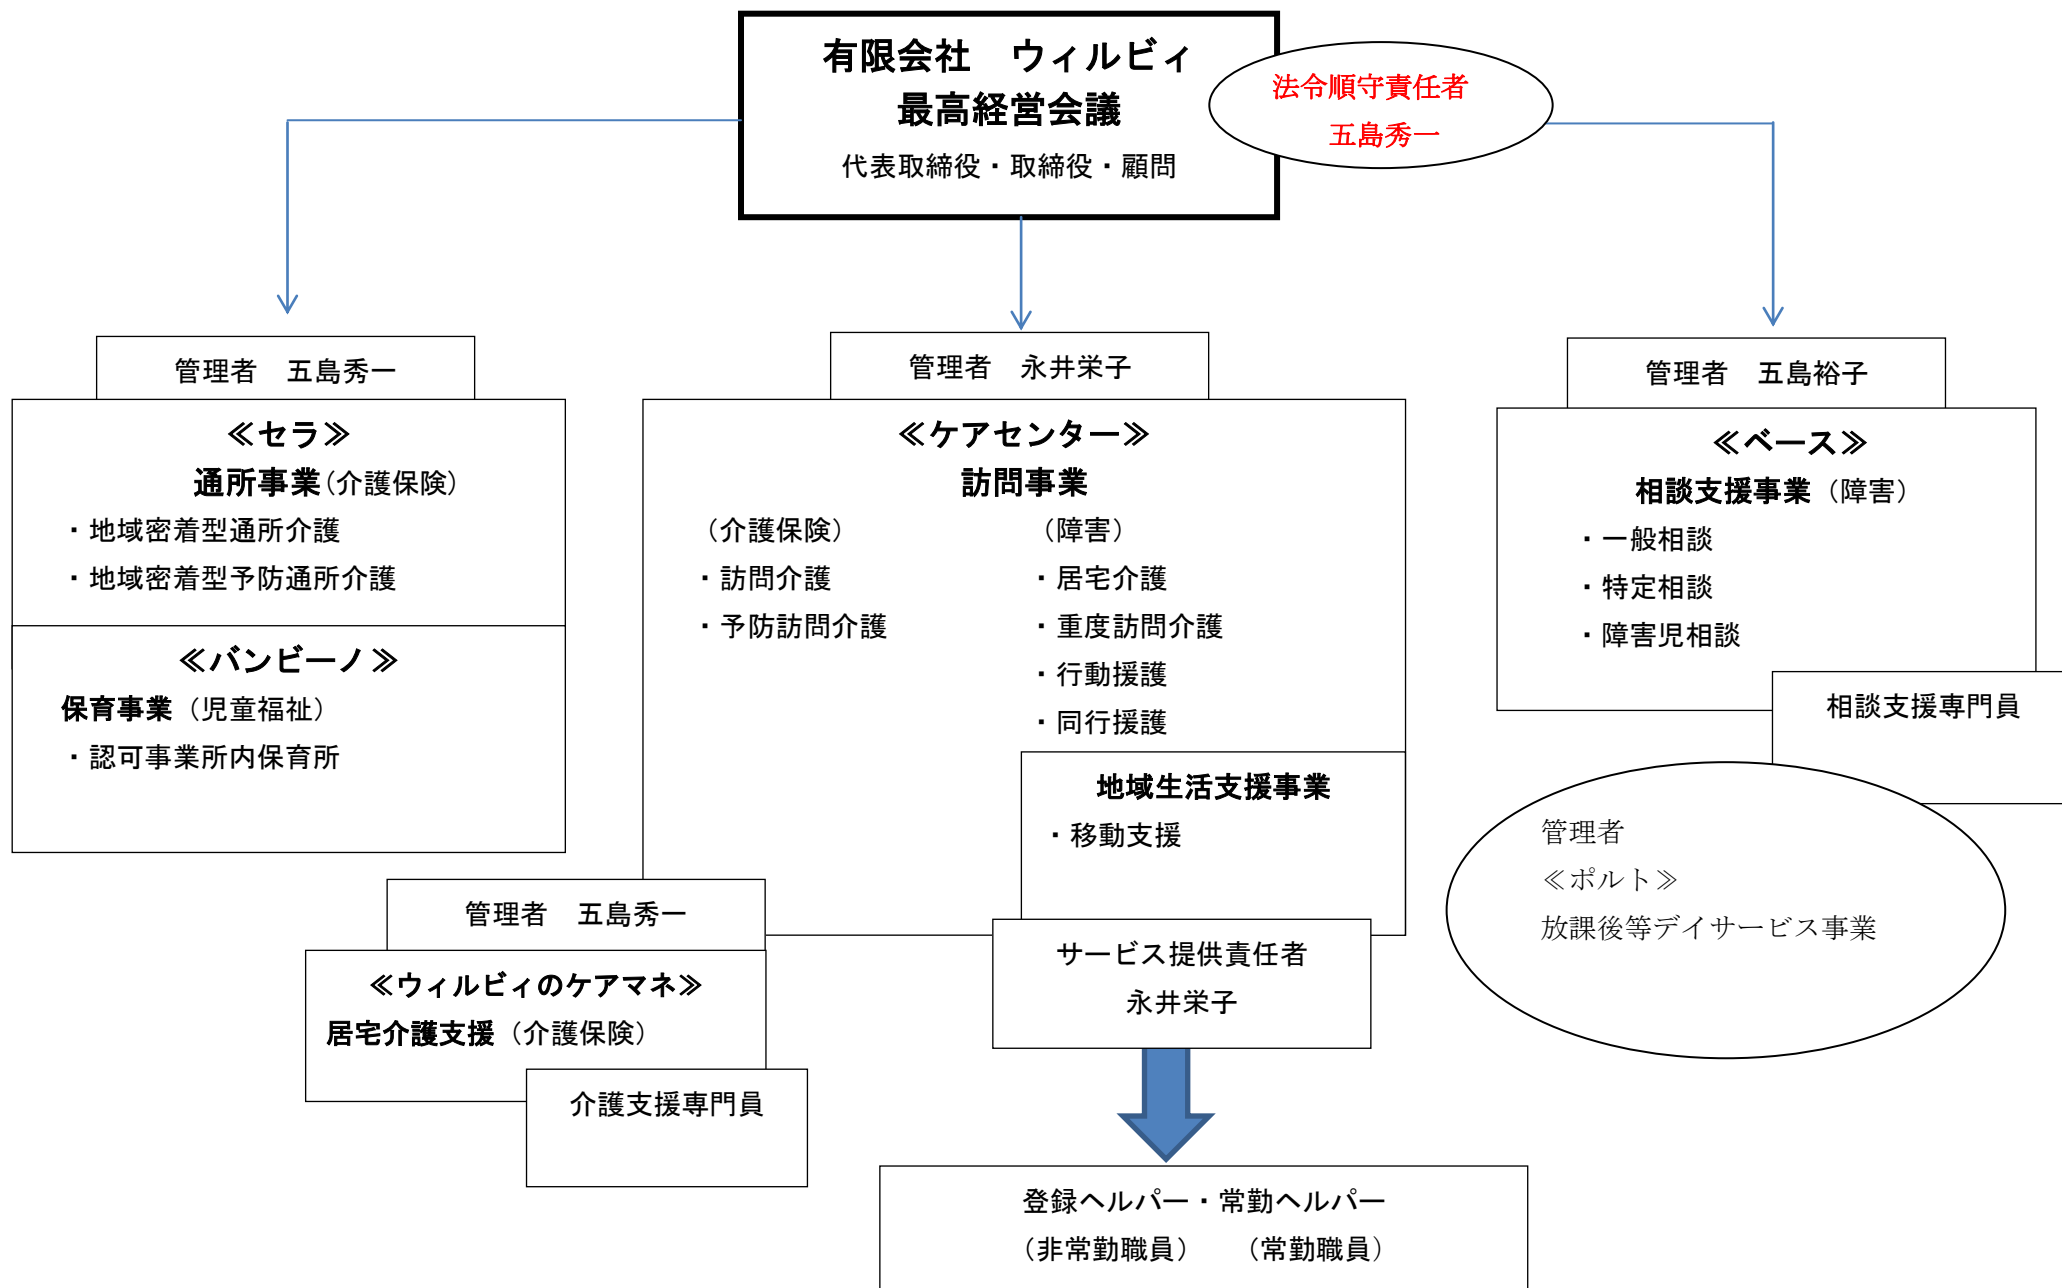 有限会社　ウィルビィ
最高経営会議
代表取締役・取締役・顧問
法令順守責任者
五島秀一
管理者　五島秀一
≪セラ≫
通所事業（介護保険）
・地域密着型通所介護
・地域密着型予防通所介護
≪バンビーノ≫
保育事業（児童福祉）
・認可事業所内保育所
管理者　永井栄子
≪ケアセンター≫
訪問事業
（介護保険）
・訪問介護
・予防訪問介護
（障害）
・居宅介護
・重度訪問介護
・行動援護
・同行援護
地域生活支援事業
・移動支援
管理者　五島秀一
≪ウィルビィのケアマネ≫
居宅介護支援（介護保険）
介護支援専門員
サービス提供責任者
永井栄子
登録ヘルパー・常勤ヘルパー
（非常勤職員）　（常勤職員）
管理者　五島裕子
≪ベース≫
相談支援事業（障害）
・一般相談
・特定相談
・障害児相談
相談支援専門員
管理者
≪ポルト≫
放課後等デイサービス事業